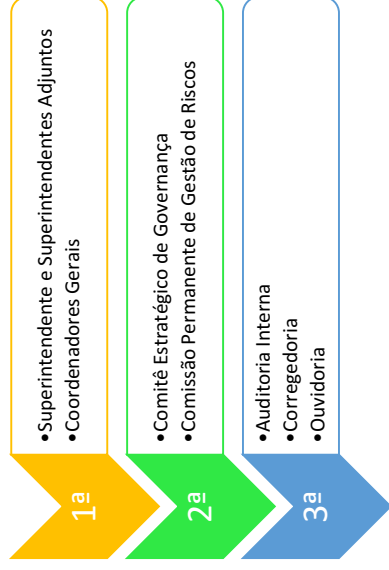 1ª
•Superintendente e Superintendentes Adjuntos
•Coordenadores Gerais
2ª
•Comitê Estratégico de Governança
•Comissão Permanente de Gestão de Riscos
3ª
•Auditoria Interna
•Corregedoria
•Ouvidoria